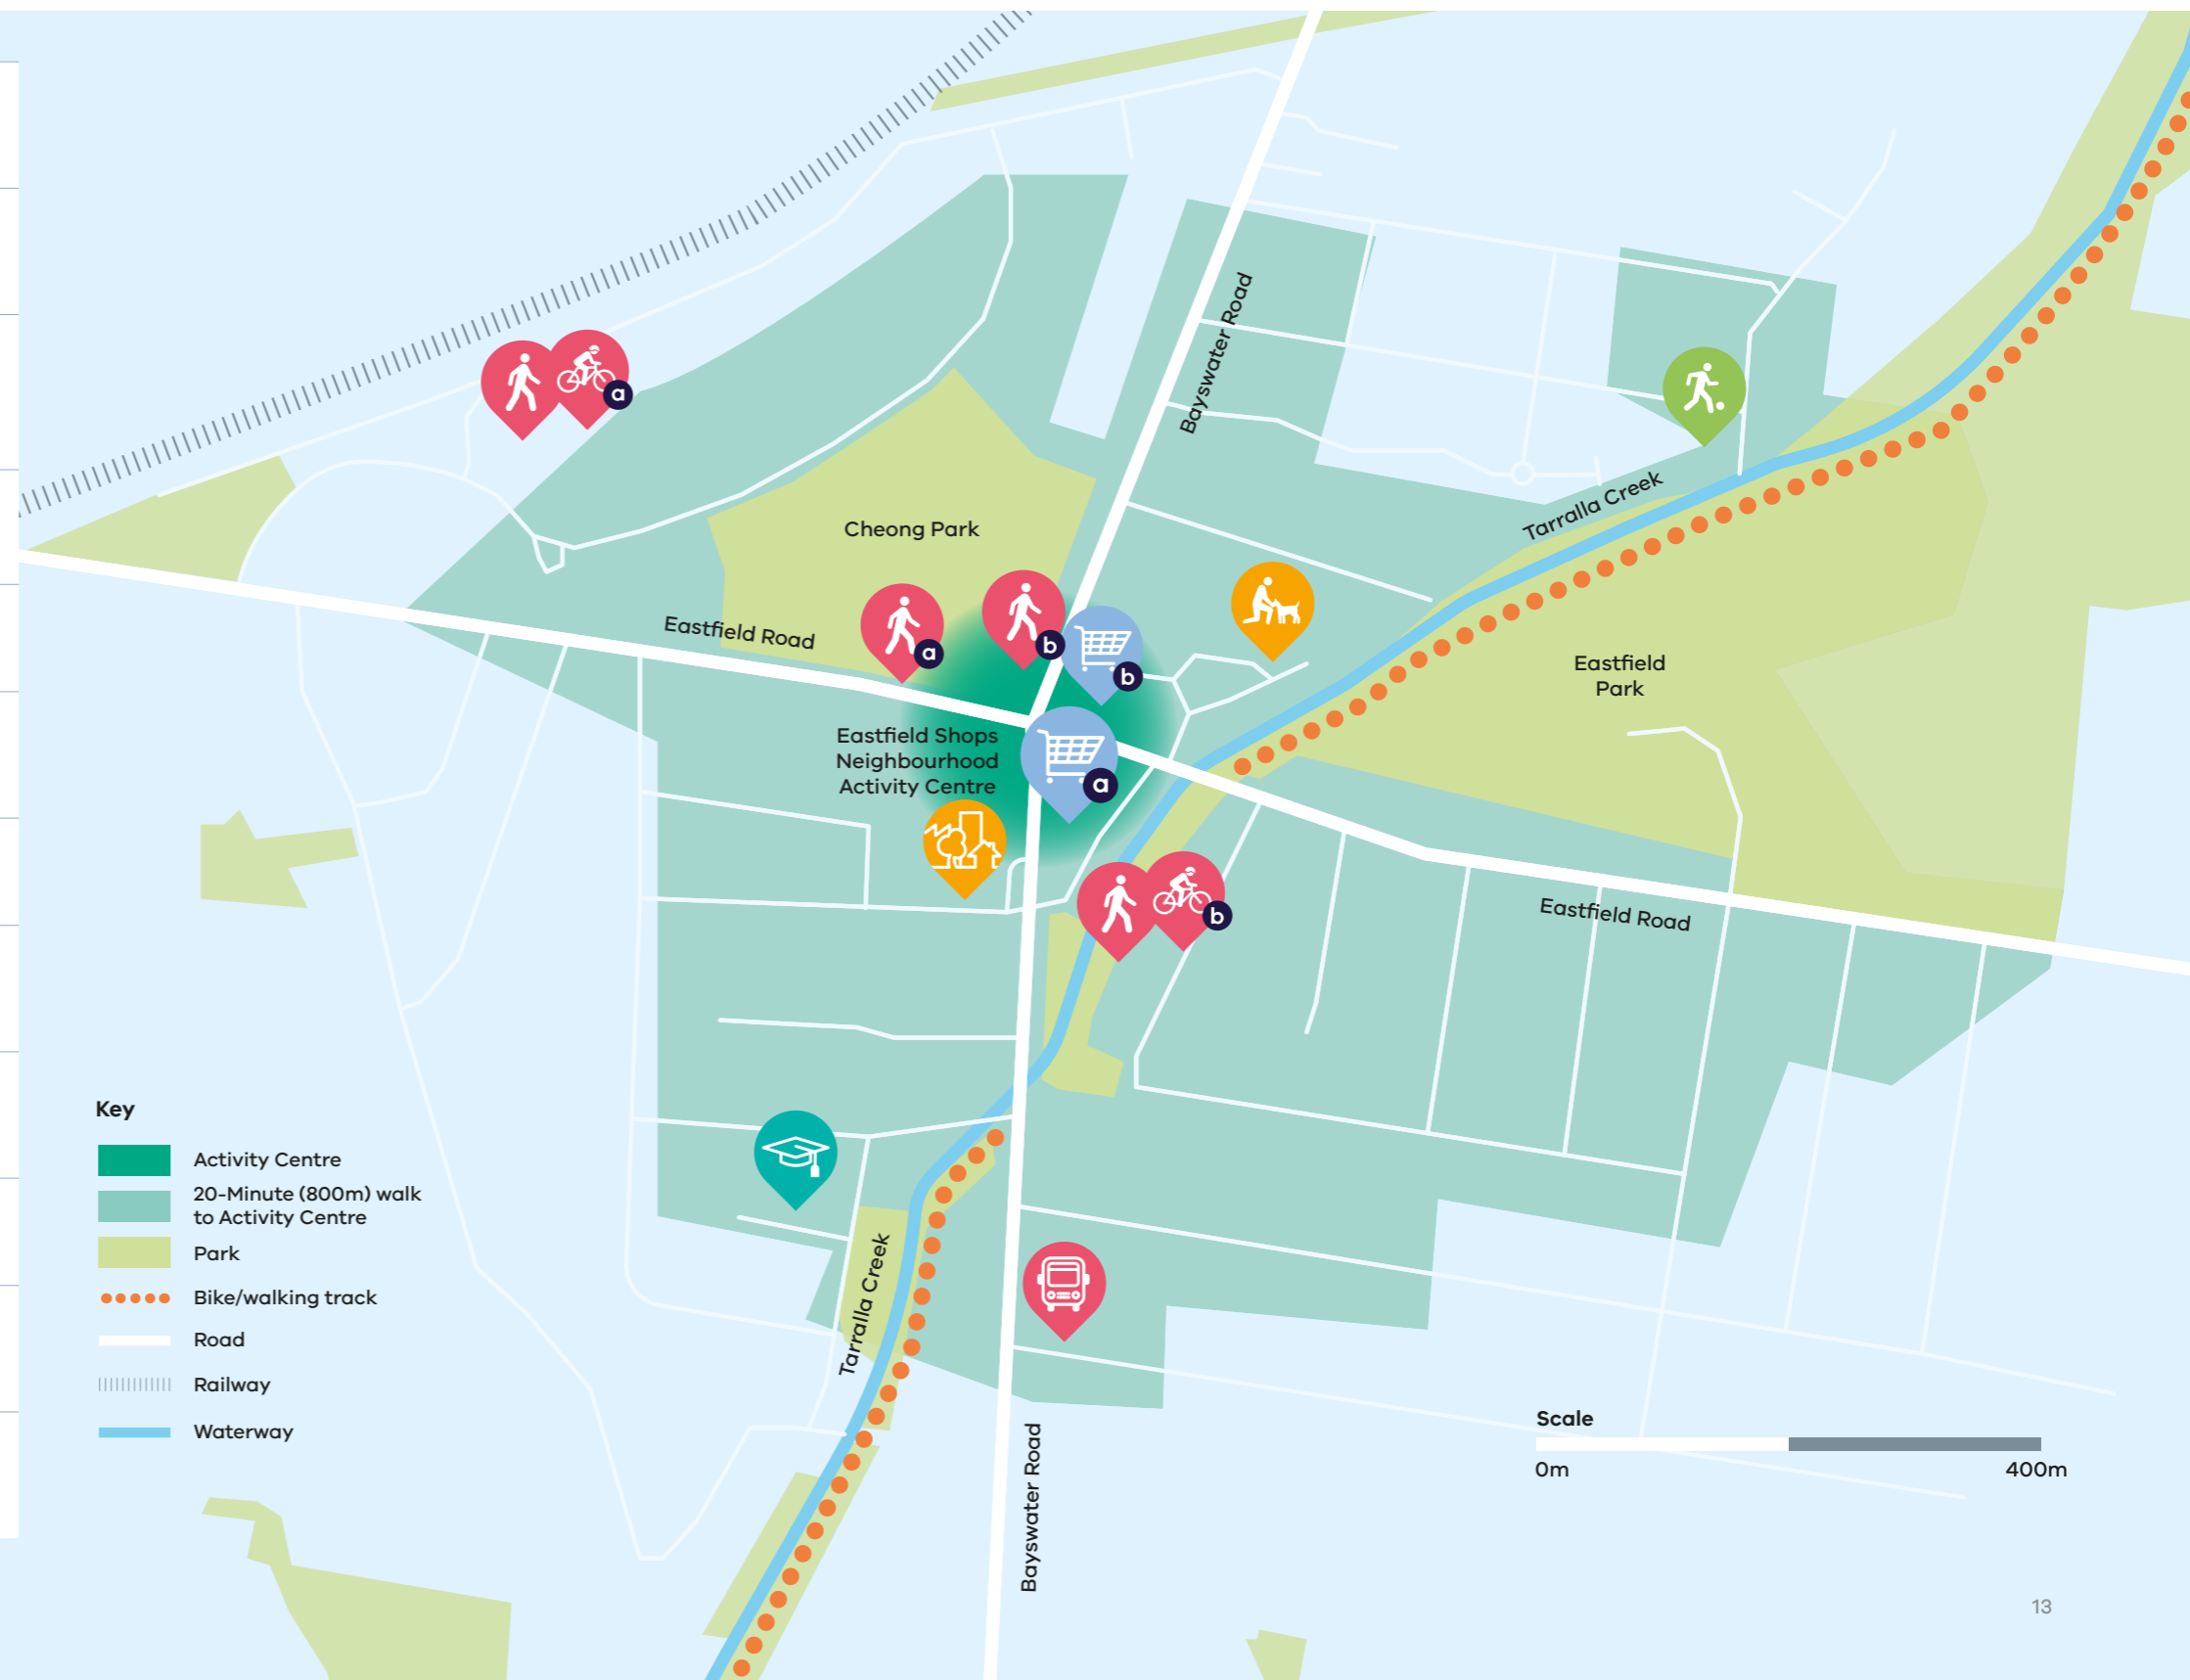 Bayswater Road
a
Tarralla Creek
Cheong Park
Eastfield Road
a
b
b
Eastfield
Park
Eastfield Shops
Neighbourhood
Activity Centre
a
b
Eastfield Road
Key
Activity Centre
20-Minute (800m) walk
to Activity Centre
Park
Bike/walking track
Road
Railway
Waterway
Tarralla Creek
Bayswater Road
Scale
0m
400m
13